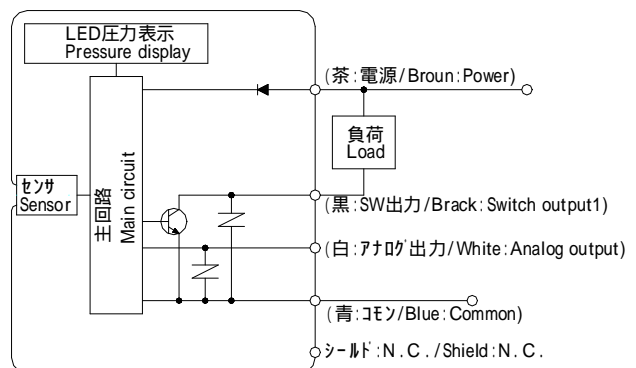 LED圧力表示
Pressure display
(茶:電源/Broun:Power)
負荷
Load
センサ
Sensor
主回路
Main circuit
(黒:SW出力/Brack:Switch output1)
(白:アナログ出力/White:Analog output)
(青:コモン/Blue:Common)
シールド:N.C./Shield:N.C.